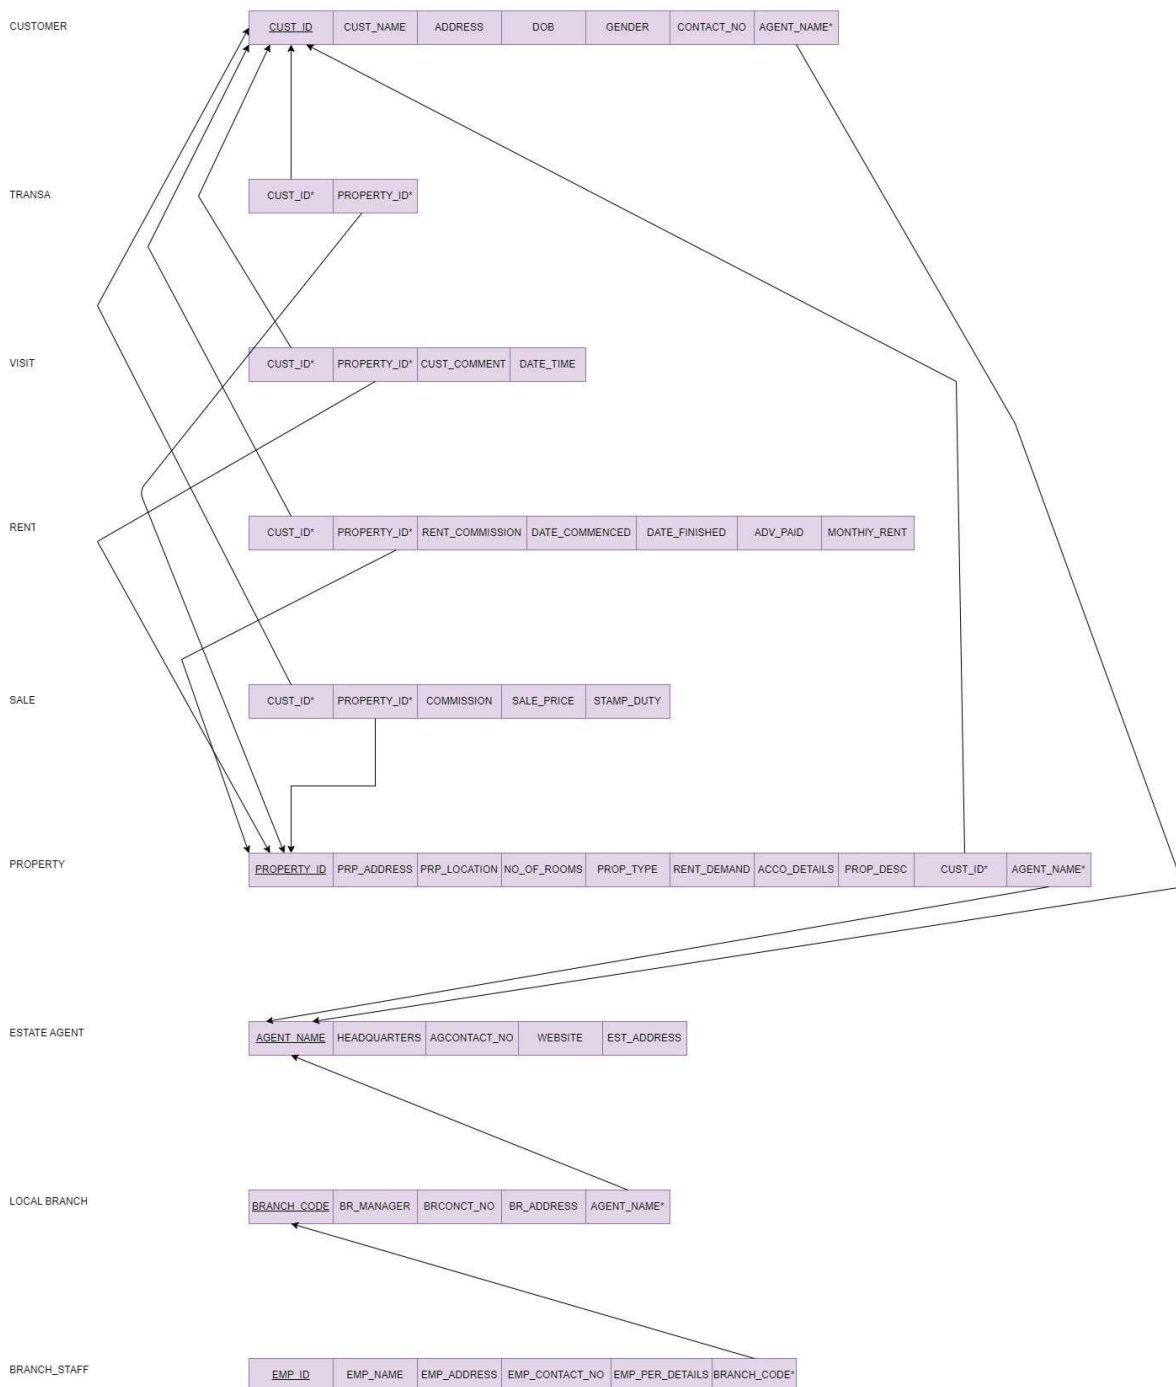 CUSTOMER CUST_ID CUST_NAME ADDRESS DOB GENDER CONTACT_NO AGENT_NAME*
TRANSA CUST_ID* PROPERTY_ID*
VISIT CUST_ID* PROPERTY_ID* CUST_COMMENT DATE_TIME
RENT CUST_ID* PROPERTY_ID* RENT_COMMISSION DATE_COMMENCED DATE_FINISHED ADV_PAID MONTHIY_RENT
SALE CUST_ID* PROPERTY_ID* COMMISSION SALE_PRICE STAMP_DUTY
PROPERTY PROPERTY_ID PRP_ADDRESS PRP_LOCATION NO_OF_ROOMS PROP_TYPE RENT_DEMAND ACCO_DETAILS PROP_DESC CUST_ID* AGENT_NAME*
ESTATE AGENT AGENT_NAME HEADQUARTERS AGCONTACT_NO WEBSITE EST_ADDRESS
LOCAL BRANCH BRANCH_CODE BR_MANAGER BRCONCT_NO BR_ADDRESS AGENT_NAME*
BRANCH_STAFF EMP_ID EMP_NAME EMP_ADDRESS EMP_CONTACT_NO EMP_PER_DETAILS BRANCH_CODE*